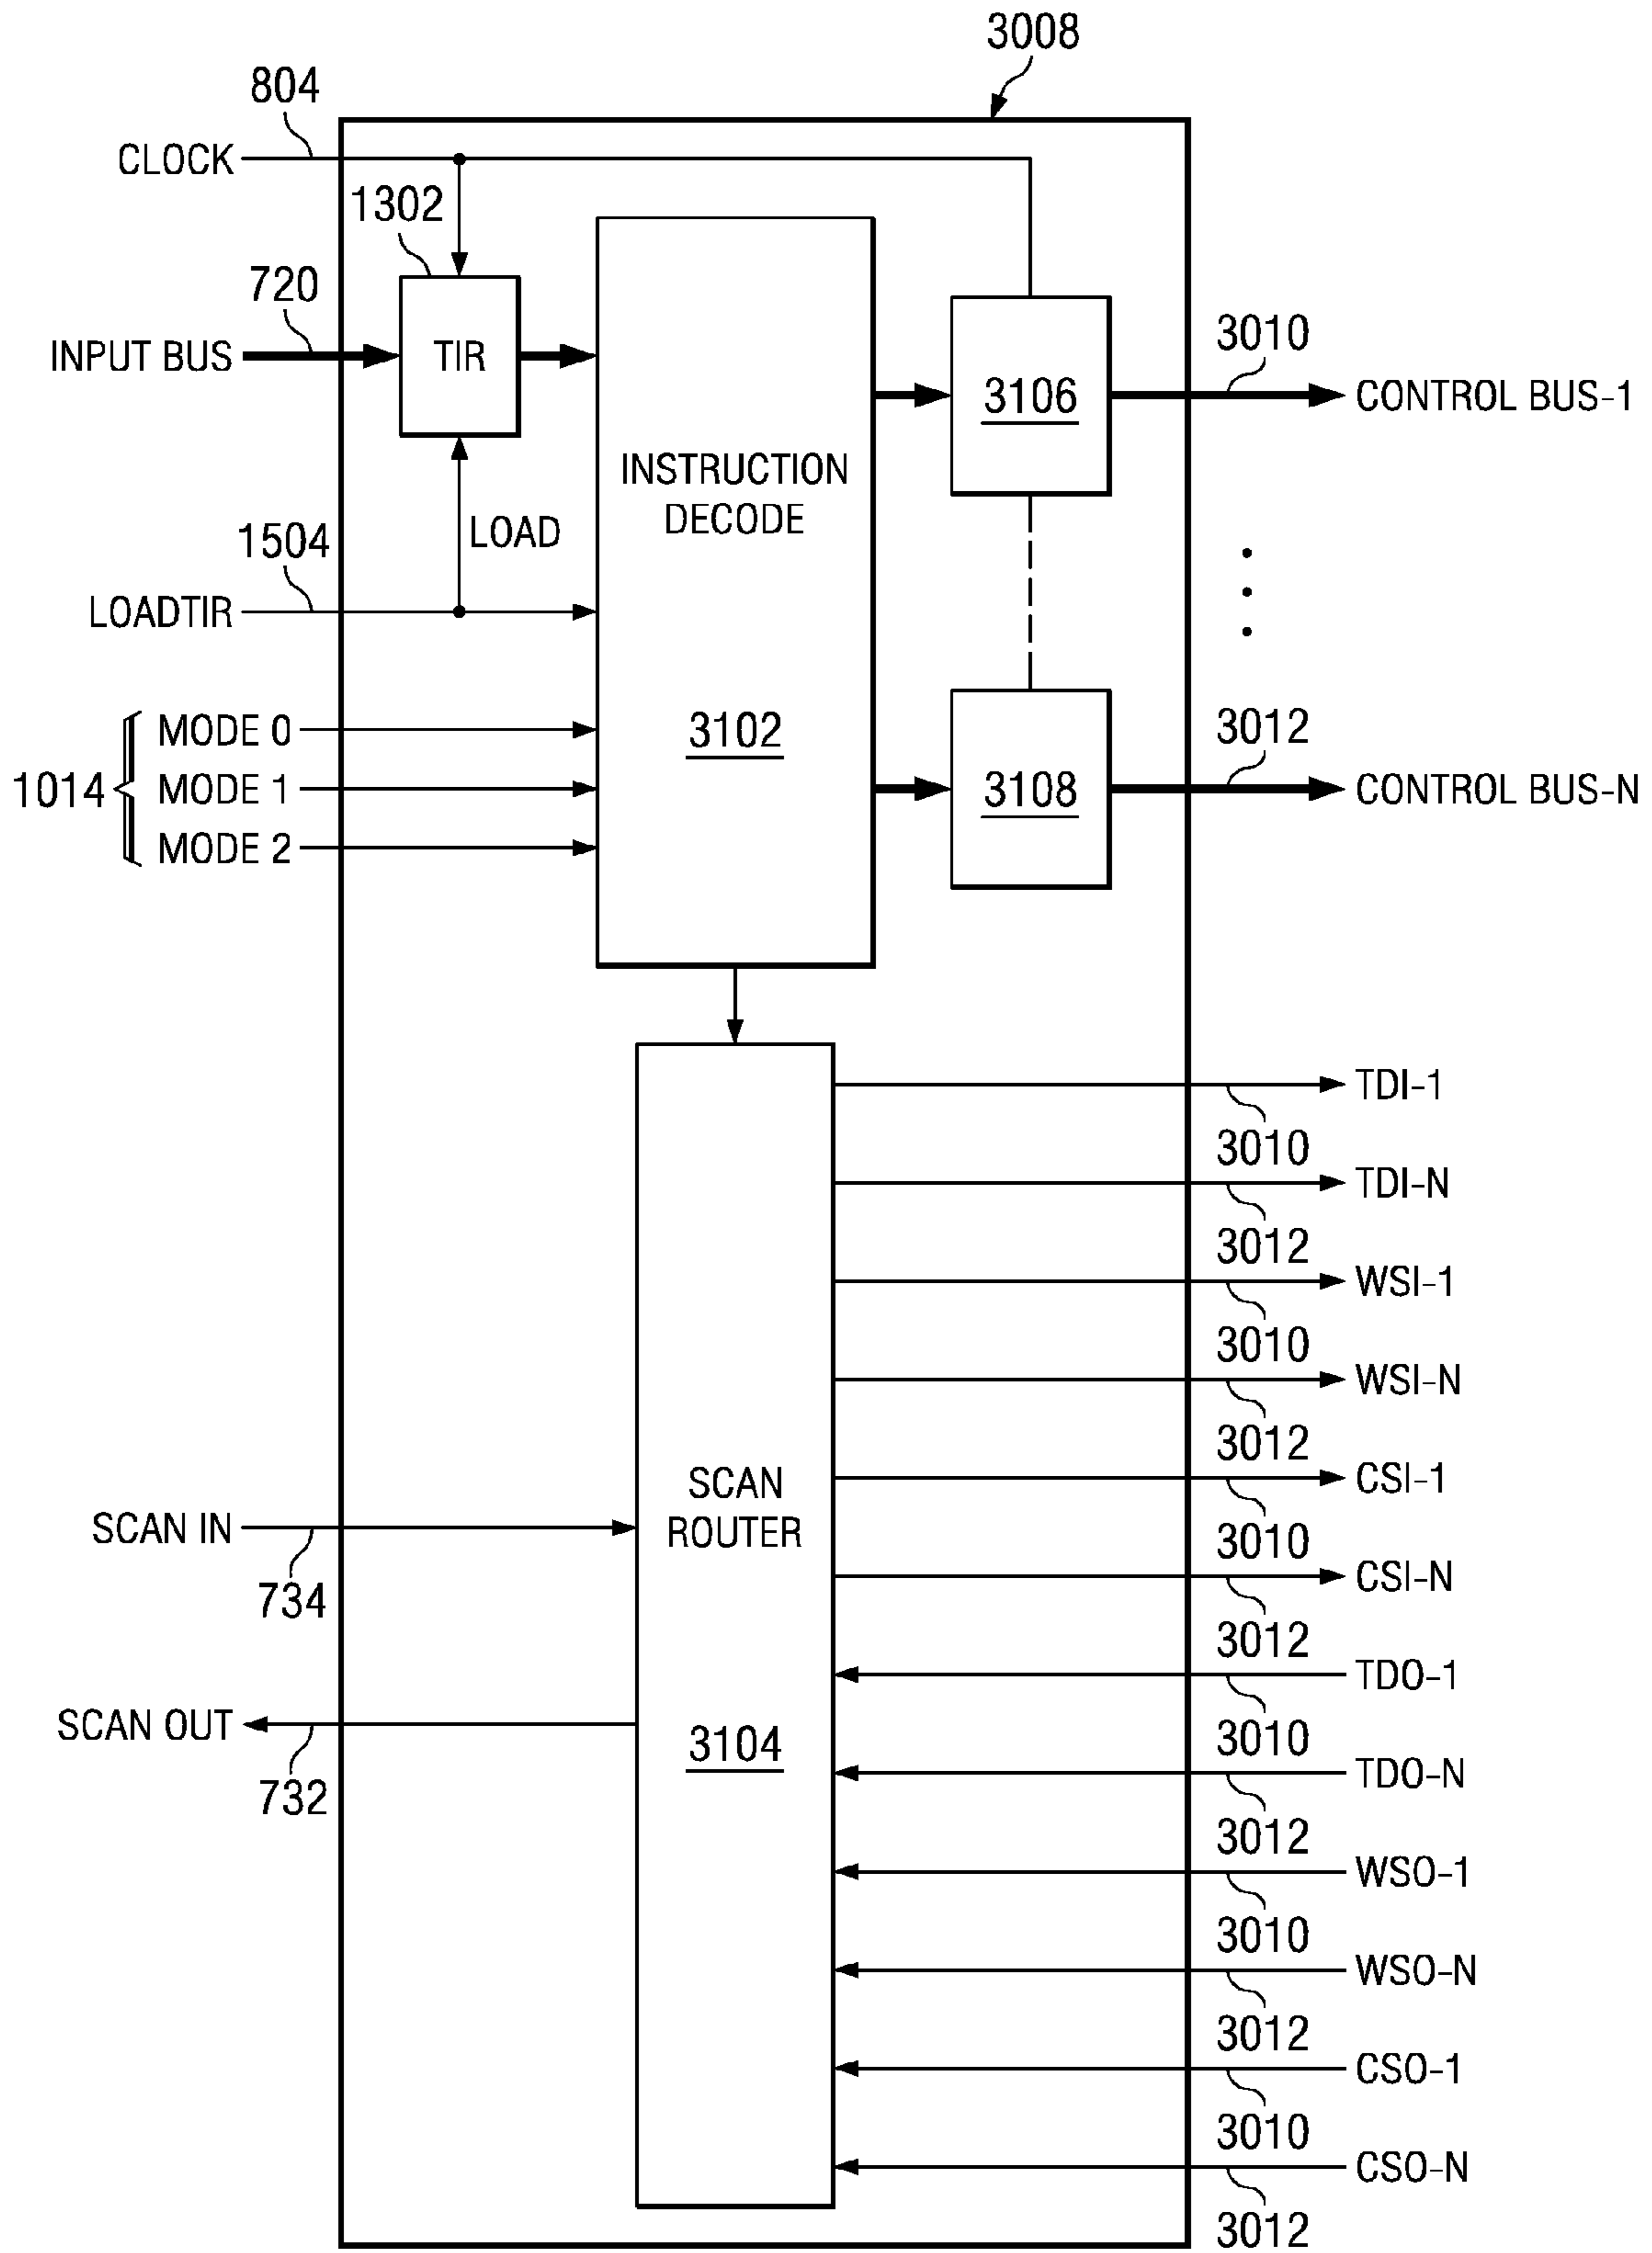 3008
804
CLOCK
1302
720
INPUT BUS
TIR
3106
3010
CONTROL BUS-1
INSTRUCTION
DECODE
1504
LOAD
LOADTIR
3102
1014
MODE 0
MODE 1
MODE 2
3108
3012
CONTROL BUS-N
TDI-1
3010
TDI-N
3012
WSI-1
3010
WSI-N
3012
CSI-1
3010
CSI-N
3012
SCAN
ROUTER
SCAN IN
734
TDO-1
3010
SCAN OUT
732
3104
TDO-N
3012
WSO-1
3010
WSO-N
3012
CSO-1
3010
CSO-N
3012